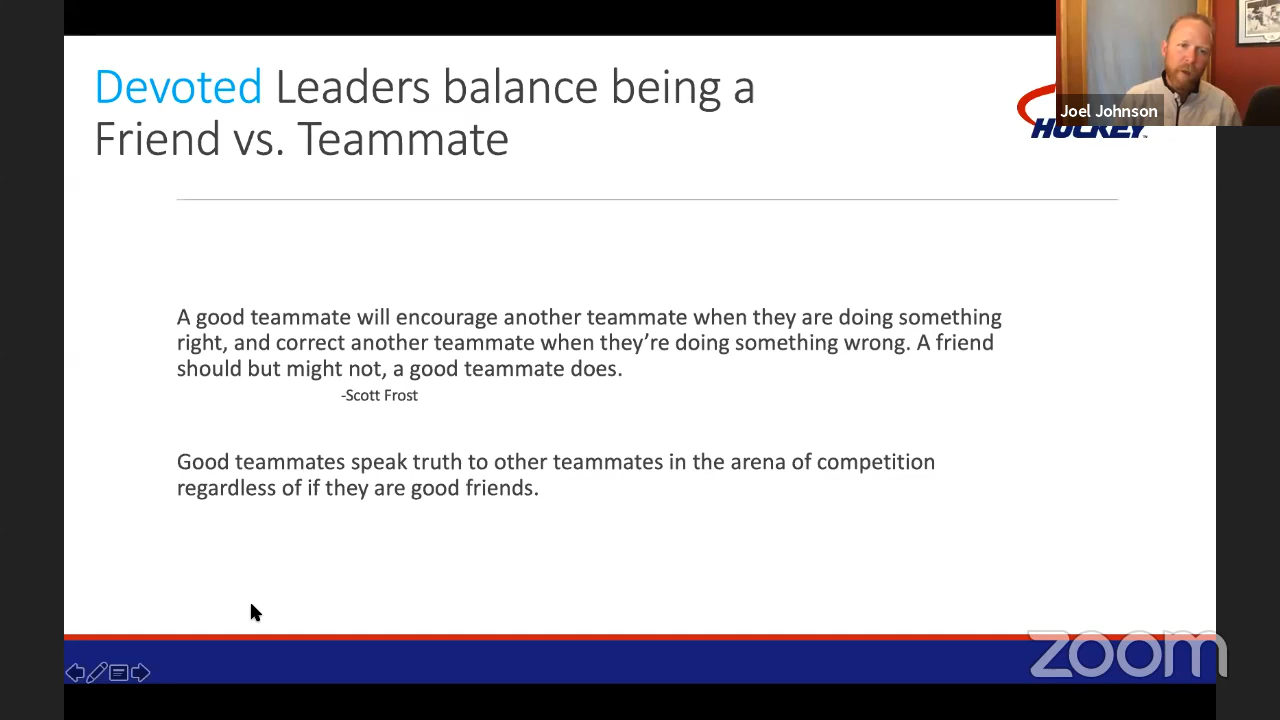 Devoted Leaders balance being a
Friend vs. Teammate
Joel Johnson
HOCKEY™
A good teammate will encourage another teammate when they are doing something
right, and correct another teammate when they’re doing something wrong. A friend
should but might not, a good teammate does.
-Scott Frost
Good teammates speak truth to other teammates in the arena of competition
regardless of if they are good friends.
zoom